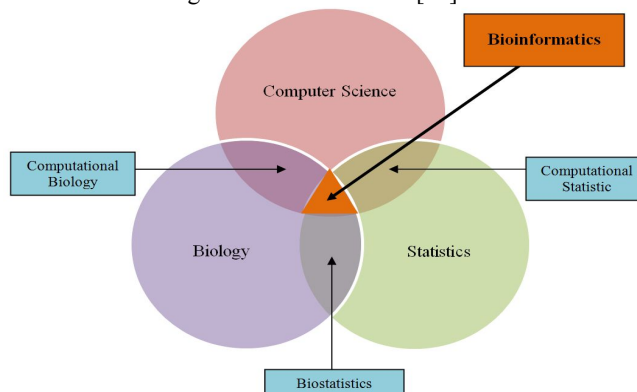 Bioinformatics
Computer Science
Computational
Biology
Computational
Statistic
Biology
Statistics
Biostatistics